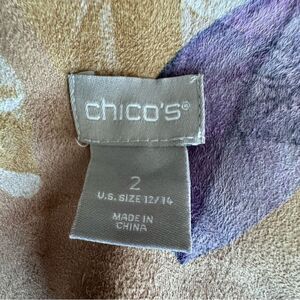 chico's®
2
U.S. SIZE 12/14
MADE IN
CHINA